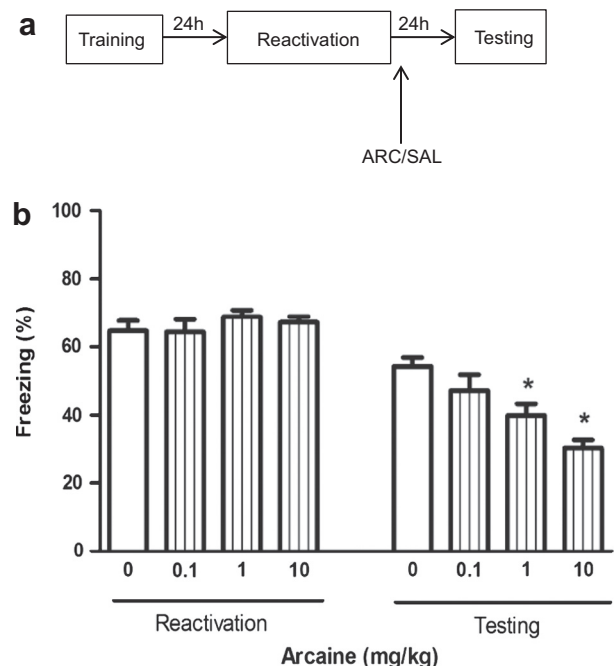 a
Training 24h Reactivation 24h Testing
ARC/SAL
b
Freezing (%)
100
80
60
40
20
0
0 0.1 1 10 0 0.1 1 10
* *
Reactivation Testing
Arcaine (mg/kg)